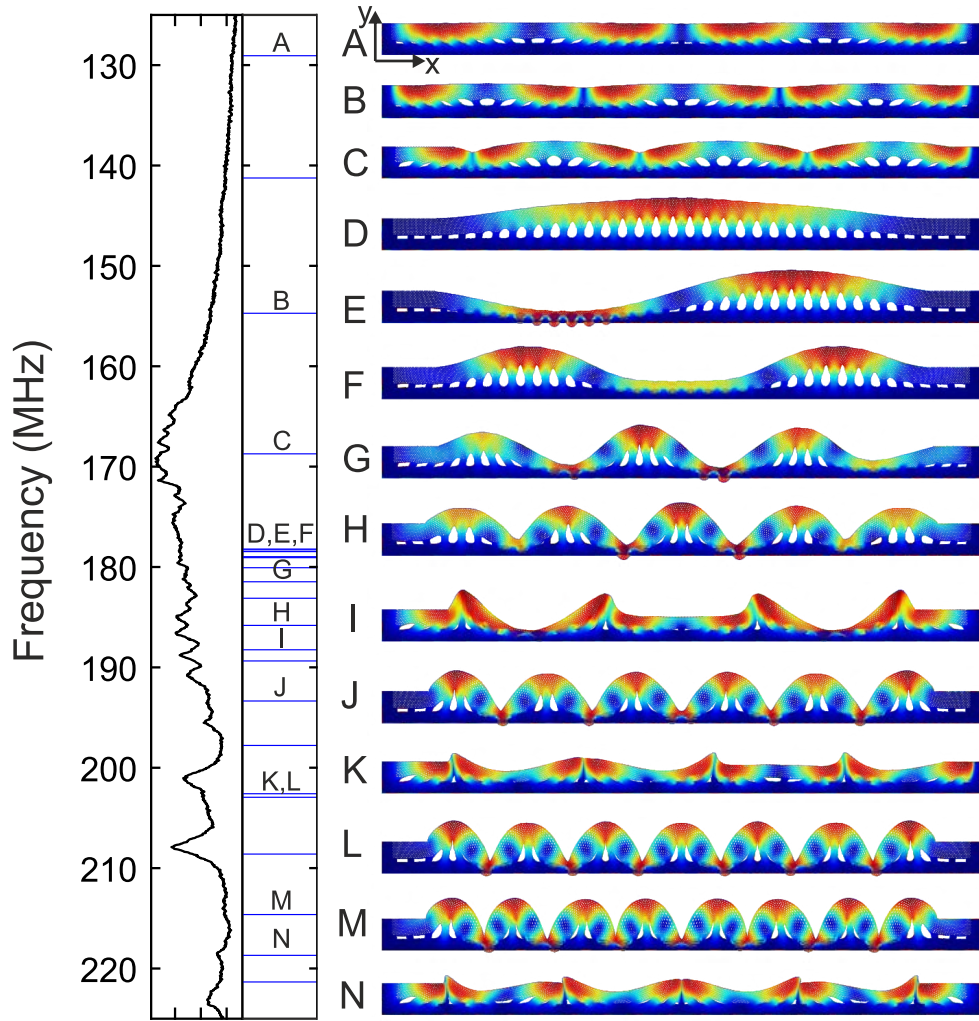 Frequency (MHz)
130
140
150
160
170
180
190
200
210
220
A
B
C
D,E,F
G
H
I
J
K,L
M
N
y
x
A
B
C
D
E
F
G
H
I
J
K
L
M
N